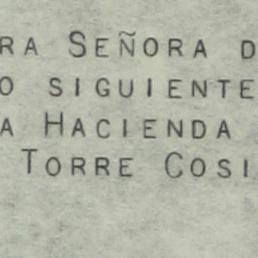 RA SEÑORA D
O SIGUIENTE
A HACIENDA
TORRE COSI